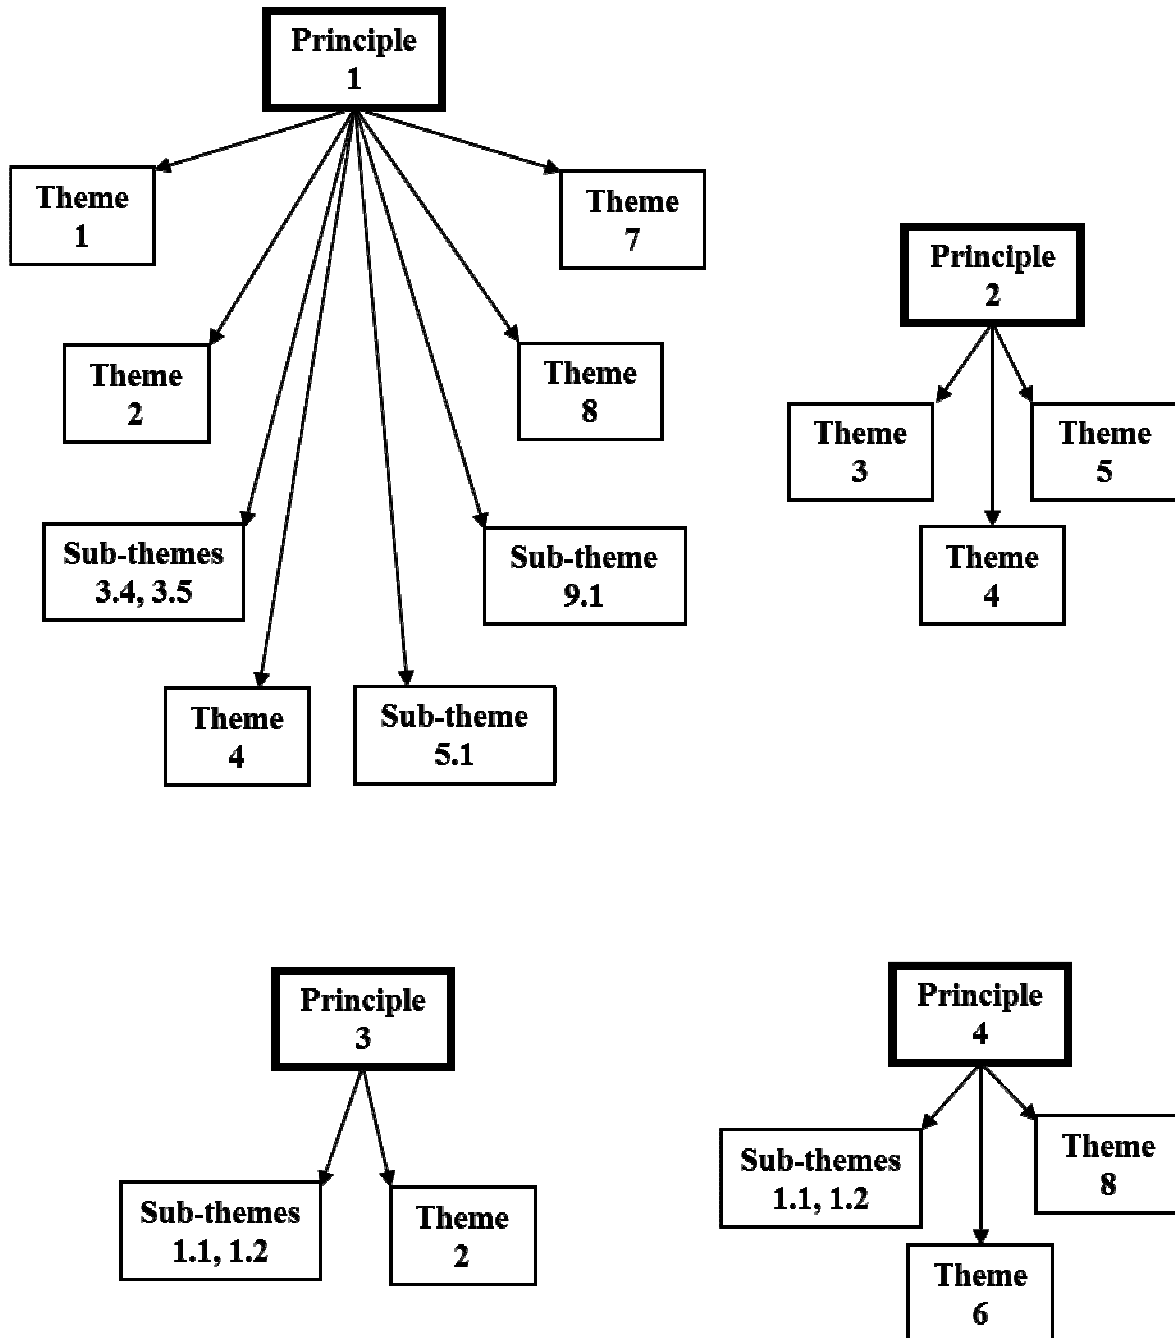 Principle
1
Theme
1
Theme
7
Theme
2
Theme
8
Sub-themes
3.4, 3.5
Sub-theme
9.1
Theme
4
Sub-theme
5.1
Principle
2
Theme
3
Theme
5
Theme
4
Principle
3
Sub-themes
1.1, 1.2
Theme
2
Principle
4
Sub-themes
1.1, 1.2
Theme
8
Theme
6